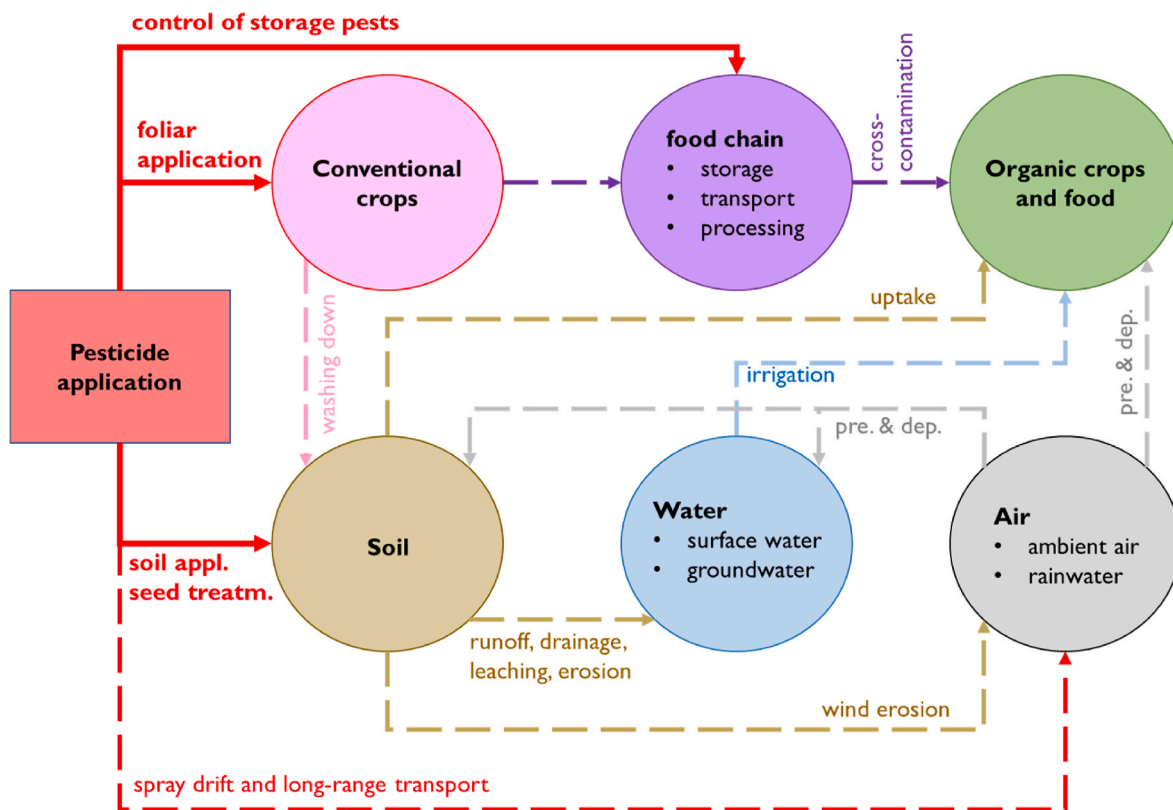 control of storage pests
foliar
application
Conventional
crops
food chain
• storage
• transport
• processing
cross-
contamination
Organic crops
and food
washing down
uptake
Pesticide
application
irrigation
pre. & dep.
pre. & dep.
Soil
Water
• surface water
• groundwater
Air
• ambient air
• rainwater
soil appl.
seed treatm.
runoff, drainage,
leaching, erosion
wind erosion
spray drift and long-range transport